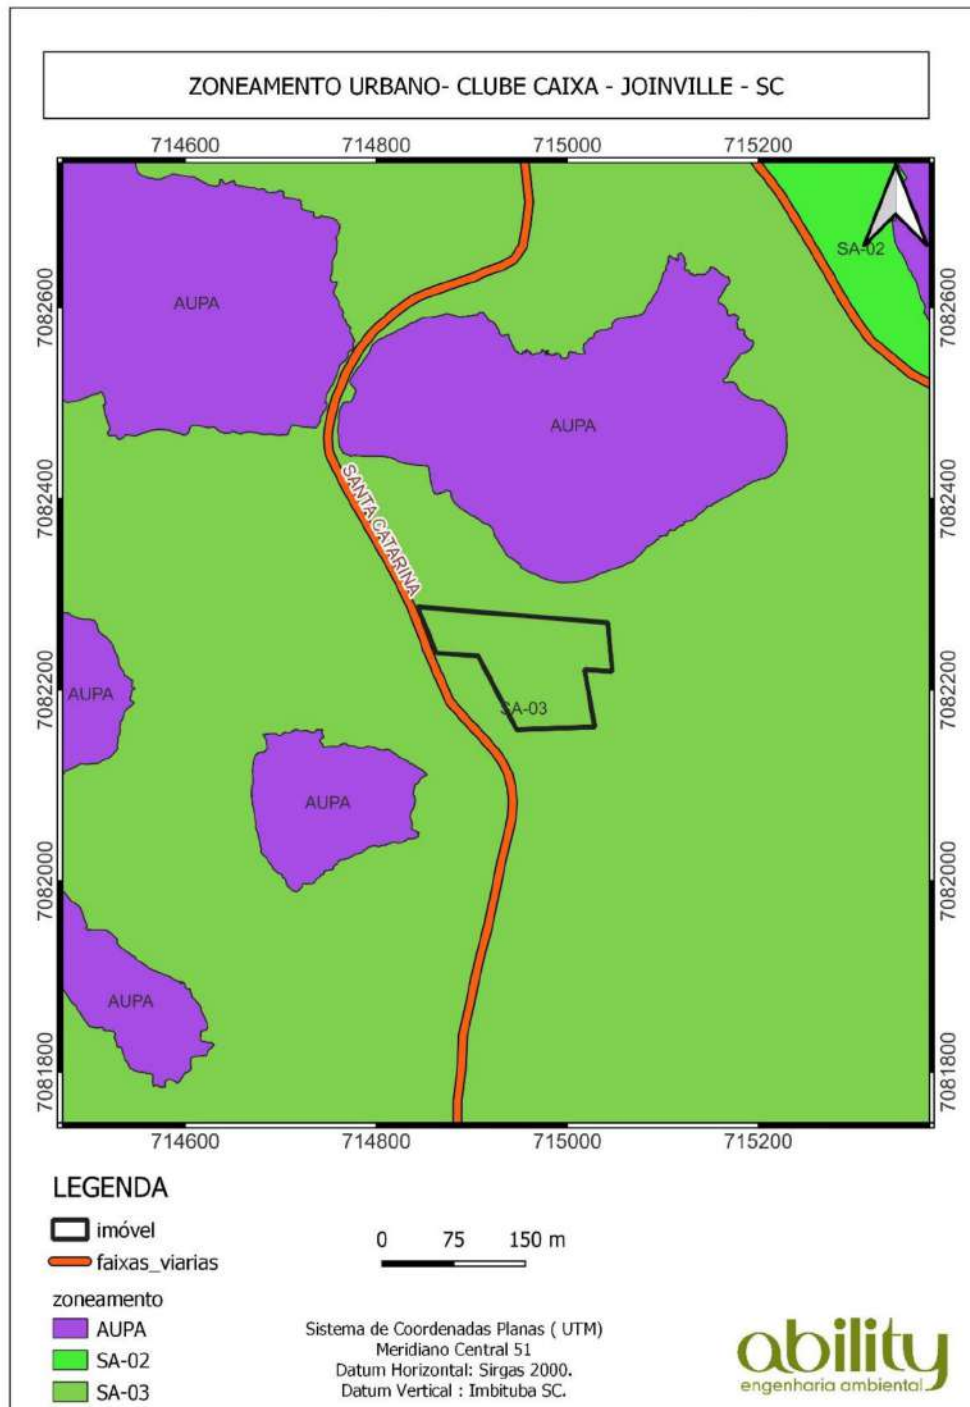 ZONEAMENTO URBANO- CLUBE CAIXA - JOINVILLE - SC
714600 714800 715000 715200
SA-02
7082600 AUPA 7082600
AUPA
7082400 7082400
SANTA CATARINA
7082200 AUPA 7082200
SA-03
AUPA
7082000 7082000
AUPA
7081800 7081800
714600 714800 715000 715200
LEGENDA
imóvel
faixas_viarias
0 75 150 m
zoneamento
AUPA
SA-02
SA-03
Sistema de Coordenadas Planas ( UTM)
Meridiano Central 51
Datum Horizontal: Sirgas 2000.
Datum Vertical : Imbituba SC.
ability
engenharia ambiental